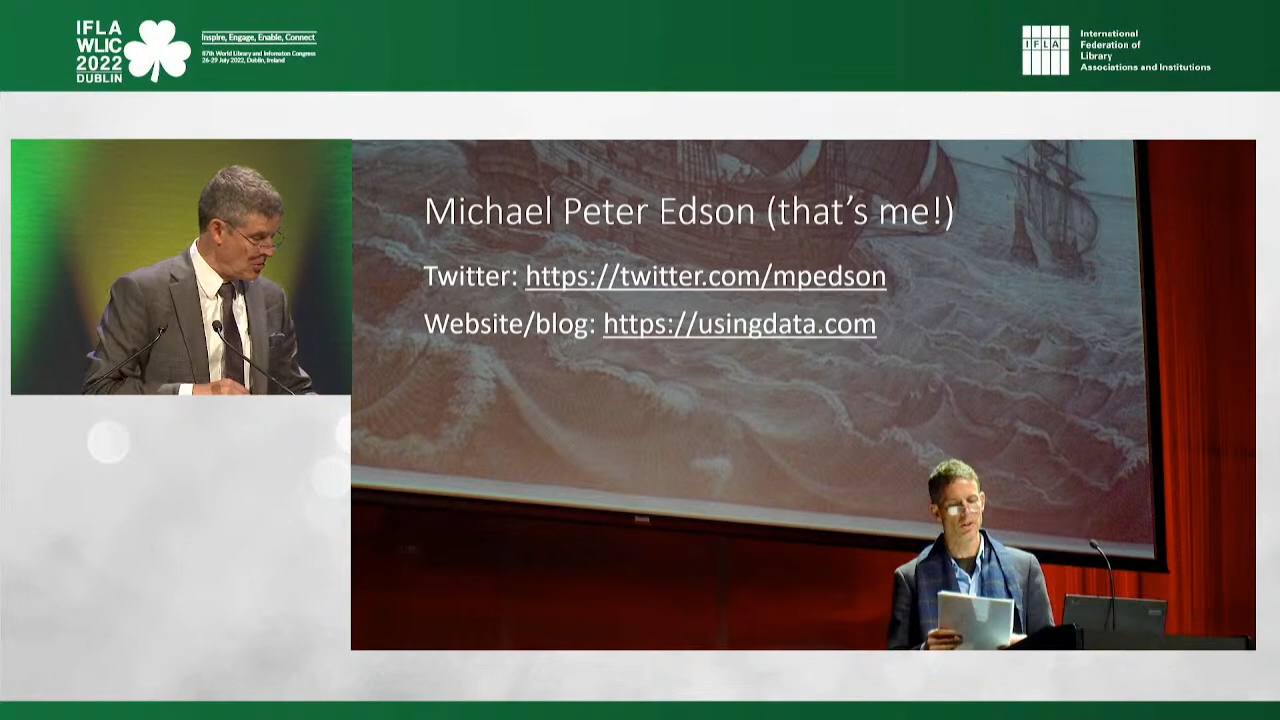 IFLA
WLIC
2022
DUBLIN
Inspire, Engage, Enable, Connect
87th World Library and Infomaton Congress
26-29 July 2022, Dublin, Ireland
IFLA
International
Federation of
Library
Associations and Institutions
Michael Peter Edson (that's me!)
Twitter: https://twitter.com/mpedson
Website/blog: https://usingdata.com